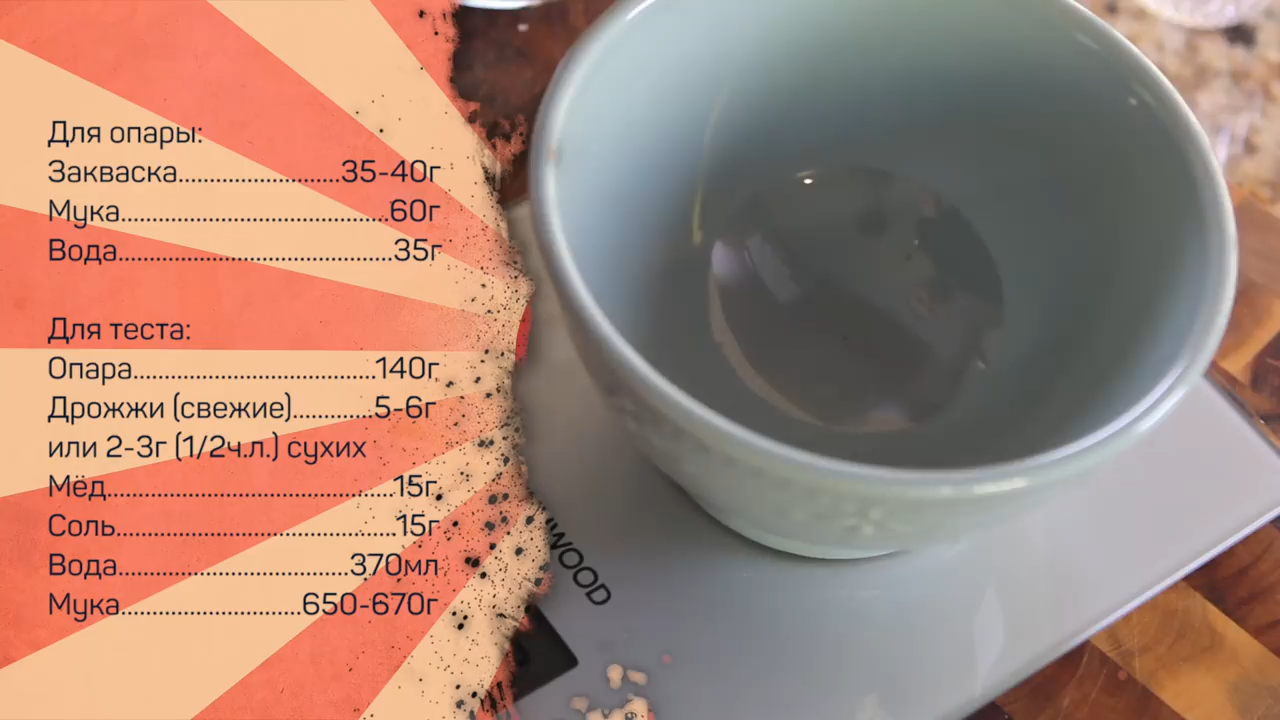 Для опары:
Закваска..........................35-40г
Мука...........................................60г
Вода............................................35г
Для теста:
Опара.......................................140г
Дрожжи (свежие).............5-6г
или 2-3г (1/2ч.л.) сухих
Мёд..............................................15г
Соль............................................15г
Вода....................................370мл
Мука.............................650-670г
WOOD